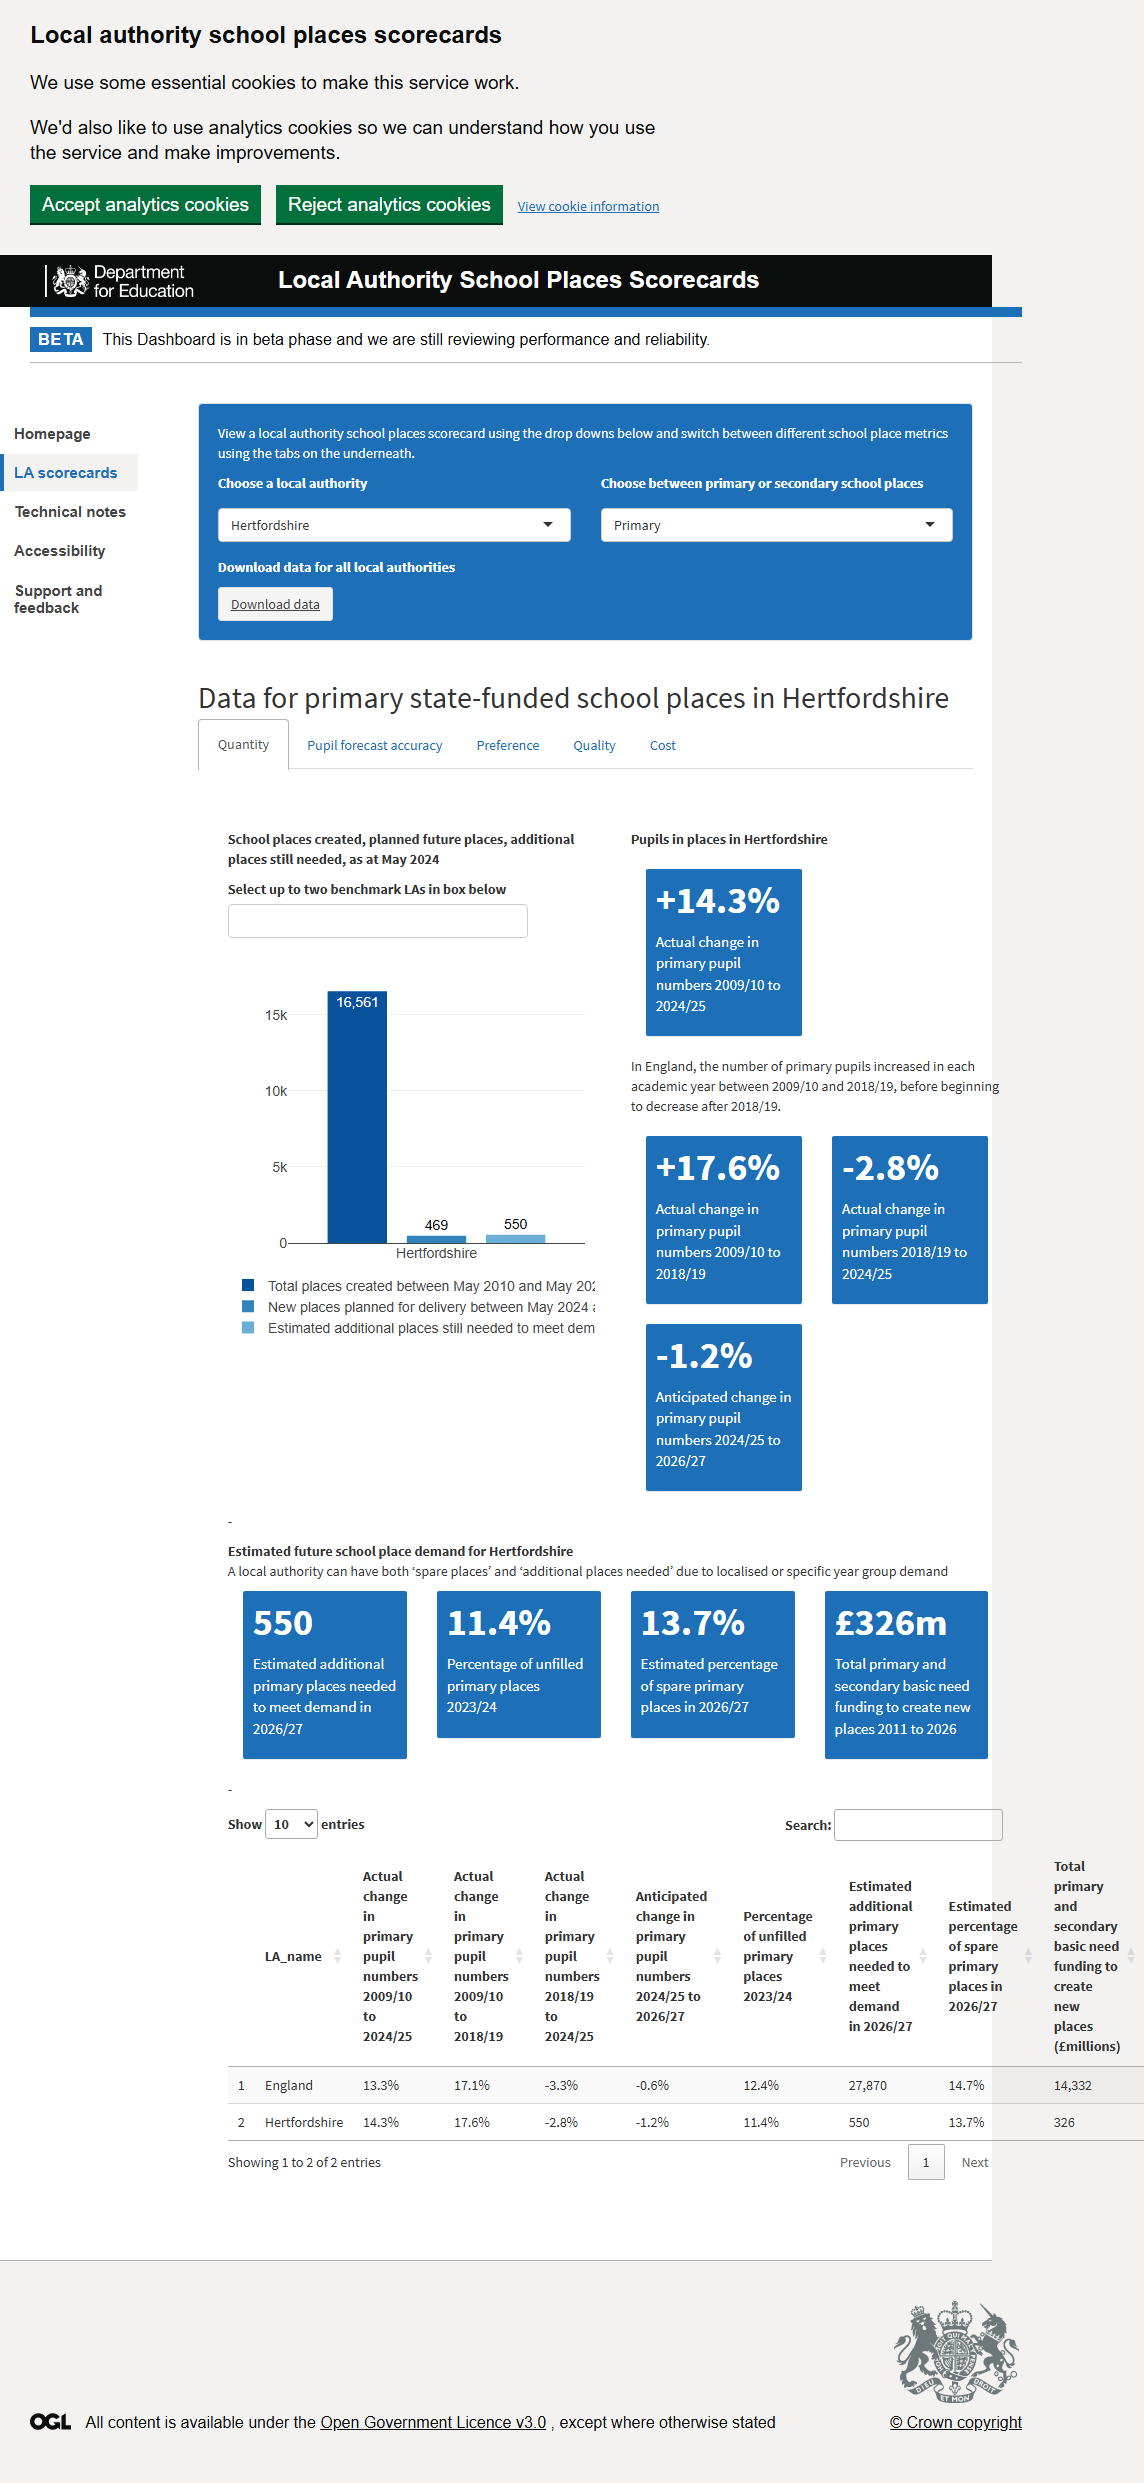 Local authority school places scorecards
We use some essential cookies to make this service work.
We'd also like to use analytics cookies so we can understand how you use
the service and make improvements.
Accept analytics cookies
Reject analytics cookies
View cookie information
Department
for Education
Local Authority School Places Scorecards
BETA This Dashboard is in beta phase and we are still reviewing performance and reliability.
Homepage
LA scorecards
Technical notes
Accessibility
Support and
feedback
View a local authority school places scorecard using the drop downs below and switch between different school place metrics
using the tabs on the underneath.
Choose a local authority
Hertfordshire
Choose between primary or secondary school places
Primary
Download data for all local authorities
Download data
Data for primary state-funded school places in Hertfordshire
Quantity
Pupil forecast accuracy
Preference
Quality
Cost
School places created, planned future places, additional
places still needed, as at May 2024
Select up to two benchmark LAs in box below
16,561
15k
10k
5k
0
469
550
Hertfordshire
Total places created between May 2010 and May 202
New places planned for delivery between May 2024
Estimated additional places still needed to meet dem
Pupils in places in Hertfordshire
+14.3%
Actual change in
primary pupil
numbers 2009/10 to
2024/25
In England, the number of primary pupils increased in each
academic year between 2009/10 and 2018/19, before beginning
to decrease after 2018/19.
+17.6%
Actual change in
primary pupil
numbers 2009/10 to
2018/19
-2.8%
Actual change in
primary pupil
numbers 2018/19 to
2024/25
-1.2%
Anticipated change in
primary pupil
numbers 2024/25 to
2026/27
-
Estimated future school place demand for Hertfordshire
A local authority can have both ‘spare places’ and ‘additional places needed’ due to localised or specific year group demand
550
Estimated additional
primary places needed
to meet demand in
2026/27
11.4%
Percentage of unfilled
primary places
2023/24
13.7%
Estimated percentage
of spare primary
places in 2026/27
£326m
Total primary and
secondary basic need
funding to create new
places 2011 to 2026
-
Show 10 entries
Search:
LA_name
Actual
change
in
primary
pupil
numbers
2009/10
to
2024/25
Actual
change
in
primary
pupil
numbers
2009/10
to
2018/19
Actual
change
in
primary
pupil
numbers
2018/19
to
2024/25
Anticipated
change in
primary
pupil
numbers
2024/25 to
2026/27
Percentage
of unfilled
primary
places
2023/24
Estimated
additional
primary
places
needed to
meet
demand
in 2026/27
Estimated
percentage
of spare
primary
places in
2026/27
Total
primary
and
secondary
basic need
funding to
create
new
places
(£millions)
1 England 13.3% 17.1% -3.3% -0.6% 12.4% 27,870 14.7% 14,332
2 Hertfordshire 14.3% 17.6% -2.8% -1.2% 11.4% 550 13.7% 326
Showing 1 to 2 of 2 entries
Previous 1 Next
OGL All content is available under the Open Government Licence v3.0 , except where otherwise stated
© Crown copyright